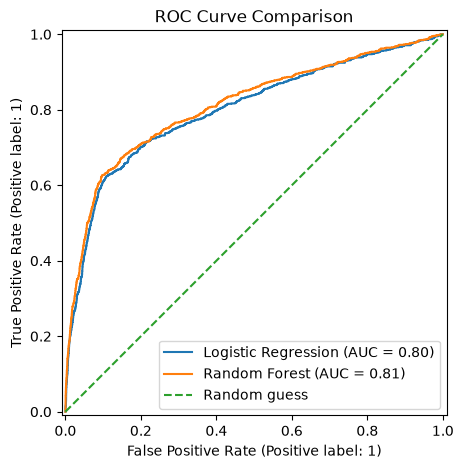 ROC Curve Comparison
True Positive Rate (Positive label: 1)
1.0
0.8
0.6
0.4
0.2
0.0
Logistic Regression (AUC = 0.80)
Random Forest (AUC = 0.81)
Random guess
0.0 0.2 0.4 0.6 0.8 1.0
False Positive Rate (Positive label: 1)